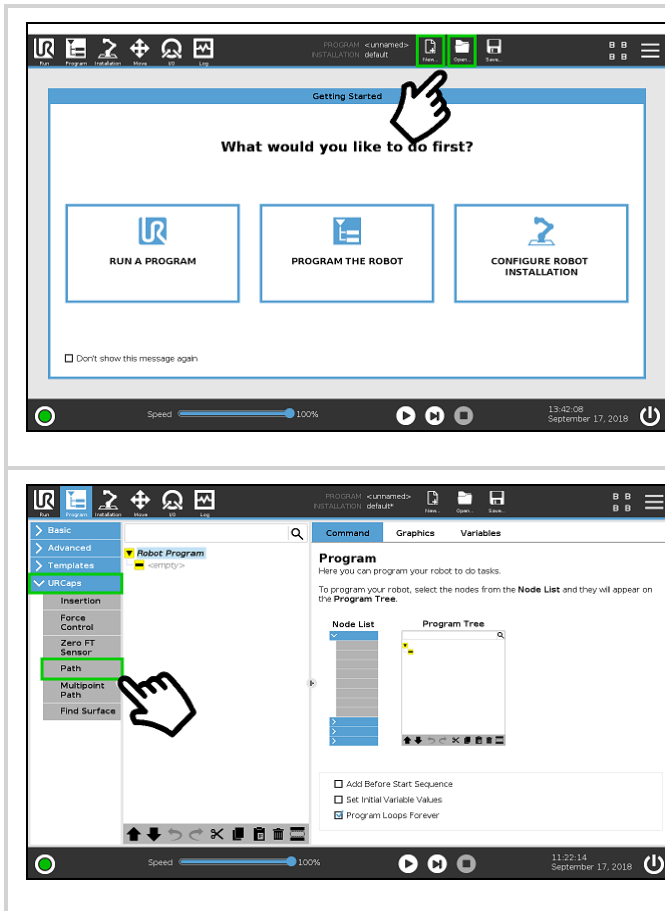 PROGRAM <unnamed>
INSTALLATION default
Run Program Installation Move I/O Log New... Open... Save...
Getting Started
What would you like to do first?
RUN A PROGRAM
PROGRAM THE ROBOT
CONFIGURE ROBOT
INSTALLATION
Don't show this message again
Speed 100%
13:42:08
September 17, 2018
PROGRAM <unnamed>
INSTALLATION default*
Run Program Installation Move I/O Log New... Open... Save...
Basic
Advanced
Templates
URCaps
Insertion
Force
Control
Zero FT
Sensor
Path
Multipoint
Path
Find Surface
Robot Program
<empty>
Command Graphics Variables
Program
Here you can program your robot to do tasks.
To program your robot, select the nodes from the Node List and they will appear on
the Program Tree.
Node List Program Tree
Add Before Start Sequence
Set Initial Variable Values
Program Loops Forever
Speed 100%
11:22:14
September 17, 2018